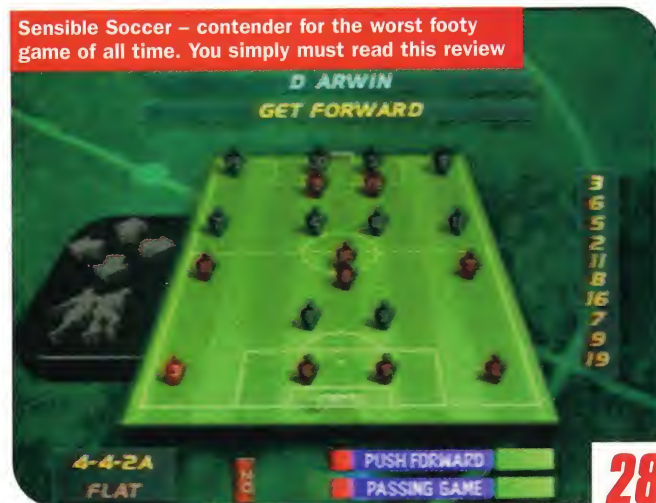 Sensible Soccer – contender for the worst footy
game of all time. You simply must read this review
D ARWIN
GET FORWARD
3
6
5
2
11
8
16
7
9
19
4-4-2A
FLAT
PUSH FORWARD
PASSING GAME
28